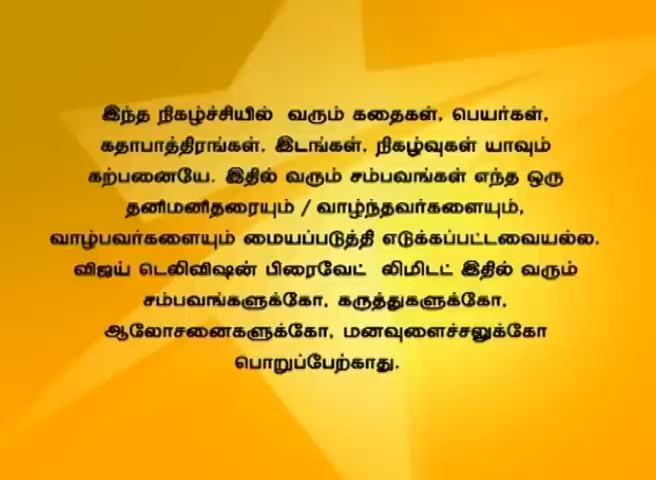 இந்த நிகழ்ச்சியில் வரும் கதைகள், பெயர்கள்,
கதாபாத்திரங்கள். இடங்கள். நிகழ்வுகள் யாவும்
கற்பனையே. இதில் வரும் சம்பவங்கள் எந்த ஒரு
தனிமனிதரையும் / வாழ்ந்தவர்களையும்,
வாழ்பவர்களையும் மையப்படுத்தி எடுக்கப்பட்டவையல்ல.
விஜய் டெலிவிஷன் பிரைவேட் லிமிடட் இதில் வரும்
சம்பவங்களுக்கோ, கருத்துகளுக்கோ,
ஆலோசனைகளுக்கோ, மனவுளைச்சலுக்கோ
பொறுப்பேற்காது.